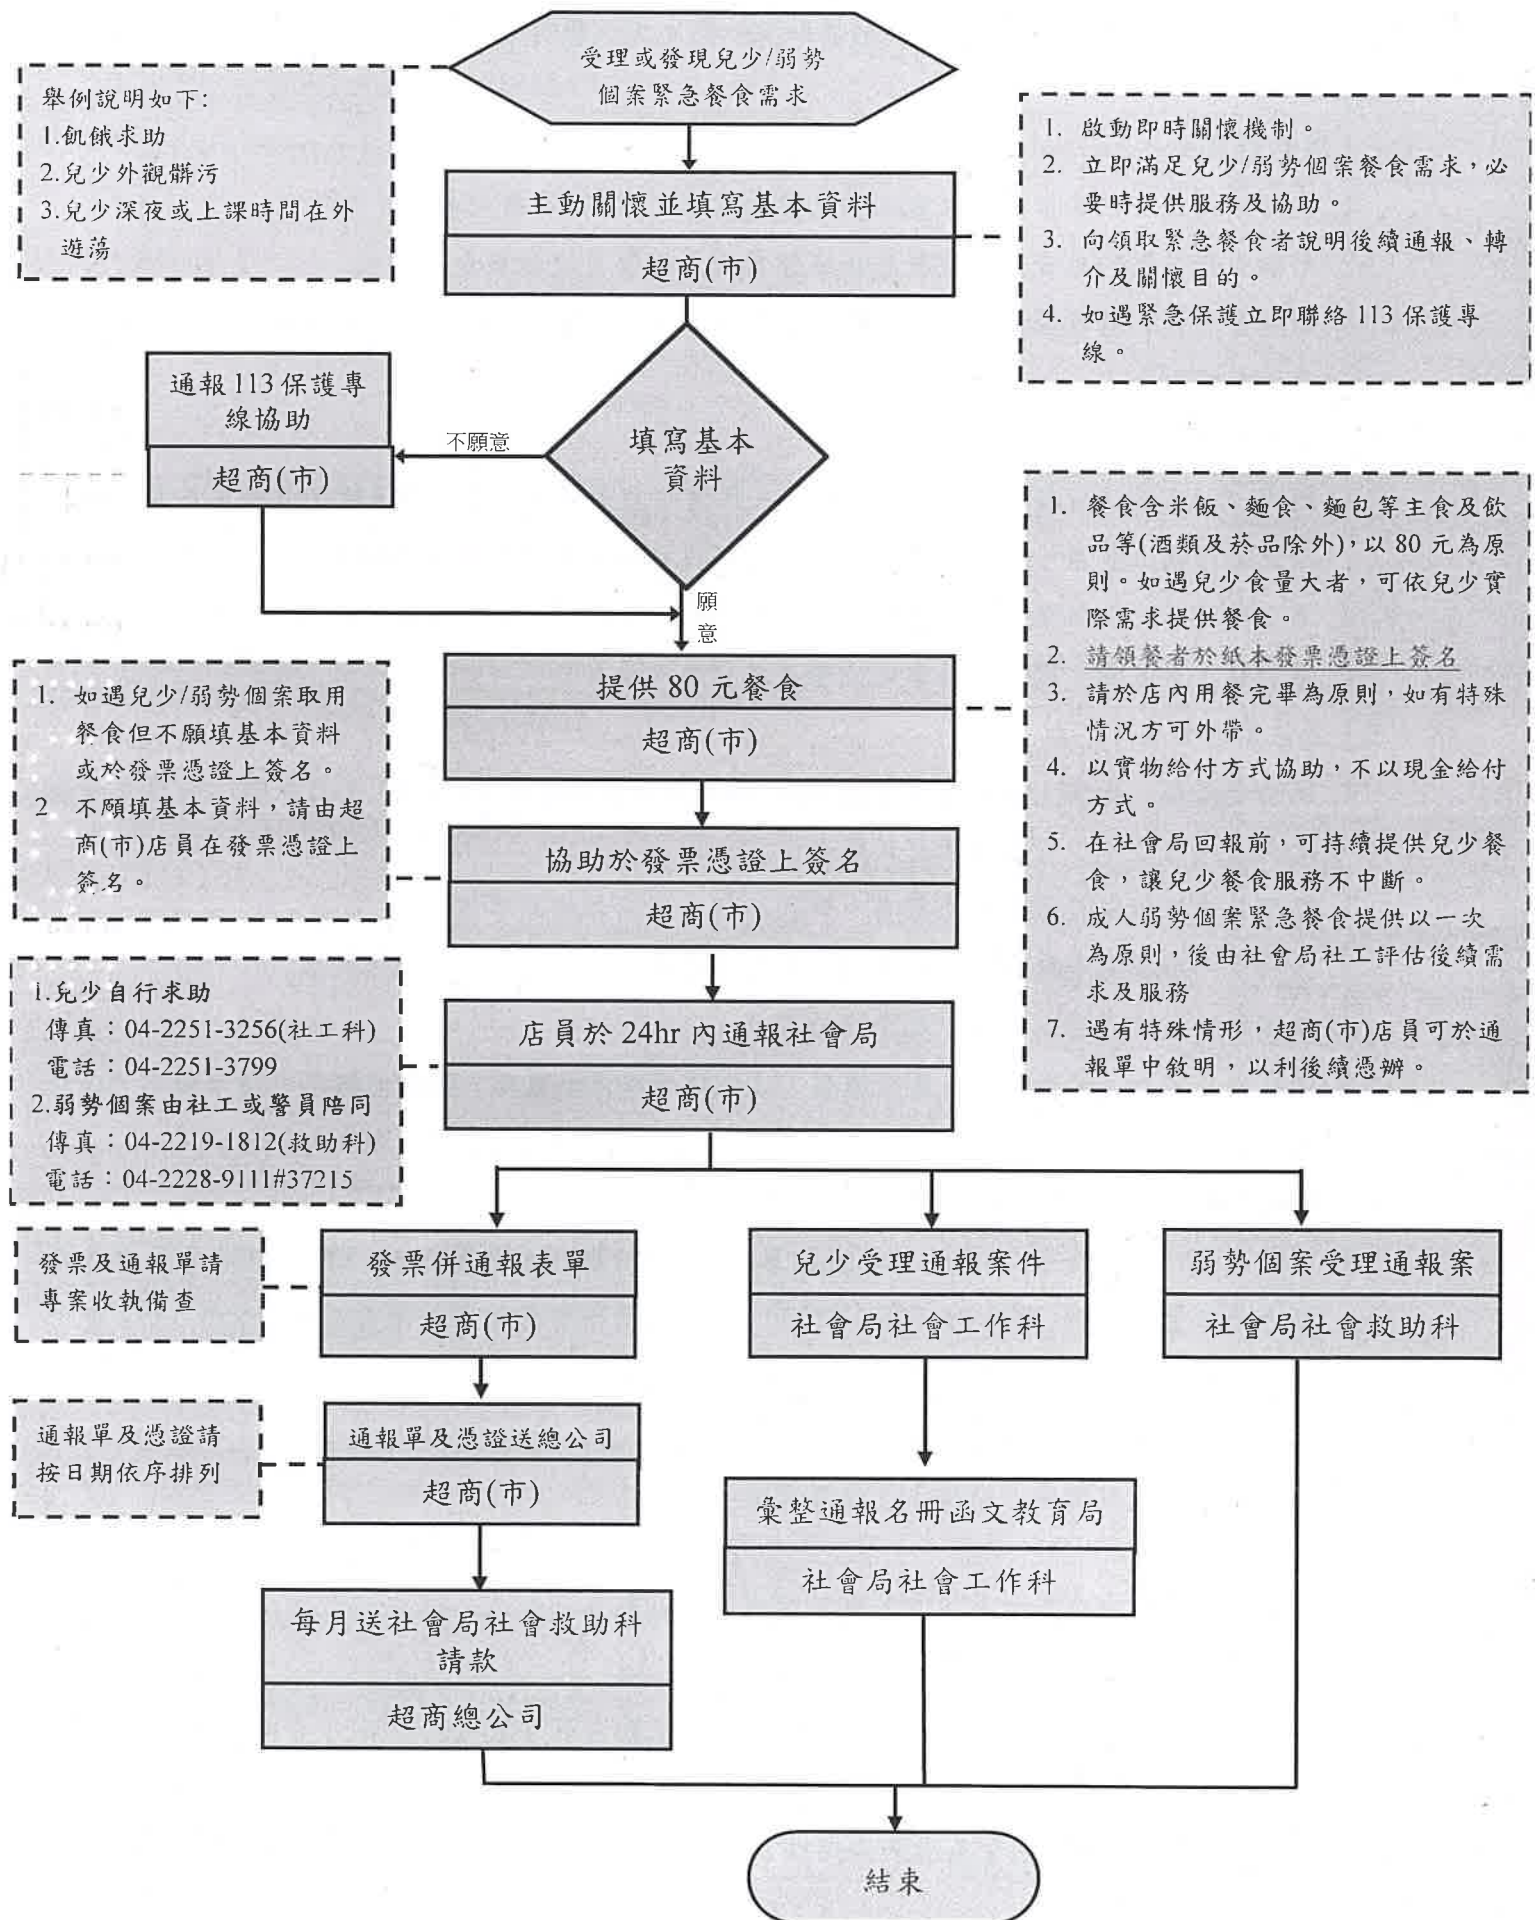 受理或發現兒少/弱勢
個案緊急餐食需求
舉例說明如下:
1.飢餓求助
2.兒少外觀髒污
3.兒少深夜或上課時間在外
遊蕩
主動關懷並填寫基本資料
超商(市)
1. 啟動即時關懷機制。
2. 立即滿足兒少/弱勢個案餐食需求，必
要時提供服務及協助。
3. 向領取緊急餐食者說明後續通報、轉
介及關懷目的。
4. 如遇緊急保護立即聯絡 113 保護專
線。
通報 113 保護專
線協助
超商(市)
不願意
填寫基本
資料
願
意
提供 80 元餐食
超商(市)
1. 餐食含米飯、麵食、麵包等主食及飲
品等(酒類及菸品除外)，以 80 元為原
則。如遇兒少食量大者，可依兒少實
際需求提供餐食。
2. 請領餐者於紙本發票憑證上簽名
3. 請於店內用餐完畢為原則，如有特殊
情況方可外帶。
4. 以實物給付方式協助，不以現金給付
方式。
5. 在社會局回報前，可持續提供兒少餐
食，讓兒少餐食服務不中斷。
6. 成人弱勢個案緊急餐食提供以一次
為原則，後由社會局社工評估後續需
求及服務
7. 遇有特殊情形，超商(市)店員可於通
報單中敘明，以利後續憑辦。
1. 如遇兒少/弱勢個案取用
餐食但不願填基本資料
或於發票憑證上簽名。
2 不願填基本資料，請由超
商(市)店員在發票憑證上
簽名。
協助於發票憑證上簽名
超商(市)
1.兒少自行求助
傳真：04-2251-3256(社工科)
電話：04-2251-3799
2.弱勢個案由社工或警員陪同
傳真：04-2219-1812(救助科)
電話：04-2228-9111#37215
店員於 24hr 內通報社會局
超商(市)
發票及通報單請
專案收執備查
發票併通報表單
超商(市)
兒少受理通報案件
社會局社會工作科
弱勢個案受理通報案
社會局社會救助科
通報單及憑證請
按日期依序排列
通報單及憑證送總公司
超商(市)
彙整通報名冊函文教育局
社會局社會工作科
每月送社會局社會救助科
請款
超商總公司
結束